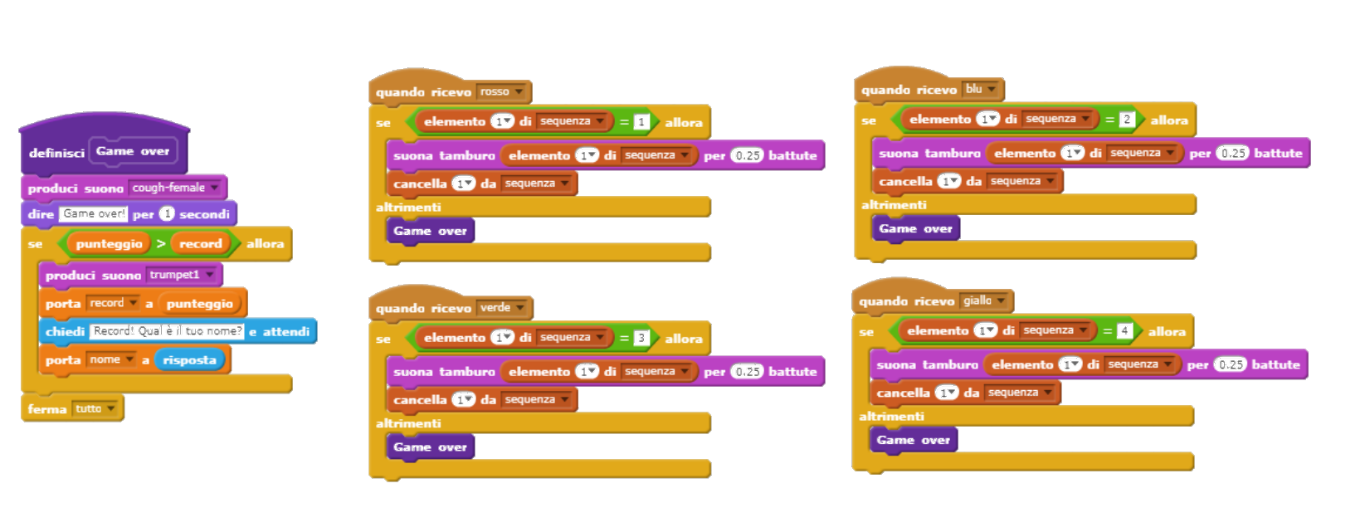 definisci Game over
produci suono cough-female
dire Game over! per 1 secondi
se punteggio > record allora
produci suono trumpet1
porta record a punteggio
chiedi Record! Qual è il tuo nome? e attendi
porta nome a risposta
ferma tutto
quando ricevo rosso
se elemento 1 di sequenza = 1 allora
suona tamburo elemento 1 di sequenza per 0.25 battute
cancella 1 da sequenza
altrimenti
Game over
quando ricevo verde
se elemento 1 di sequenza = 3 allora
suona tamburo elemento 1 di sequenza per 0.25 battute
cancella 1 da sequenza
altrimenti
Game over
quando ricevo blu
se elemento 1 di sequenza = 2 allora
suona tamburo elemento 1 di sequenza per 0.25 battute
cancella 1 da sequenza
altrimenti
Game over
quando ricevo giallo
se elemento 1 di sequenza = 4 allora
suona tamburo elemento 1 di sequenza per 0.25 battute
cancella 1 da sequenza
altrimenti
Game over